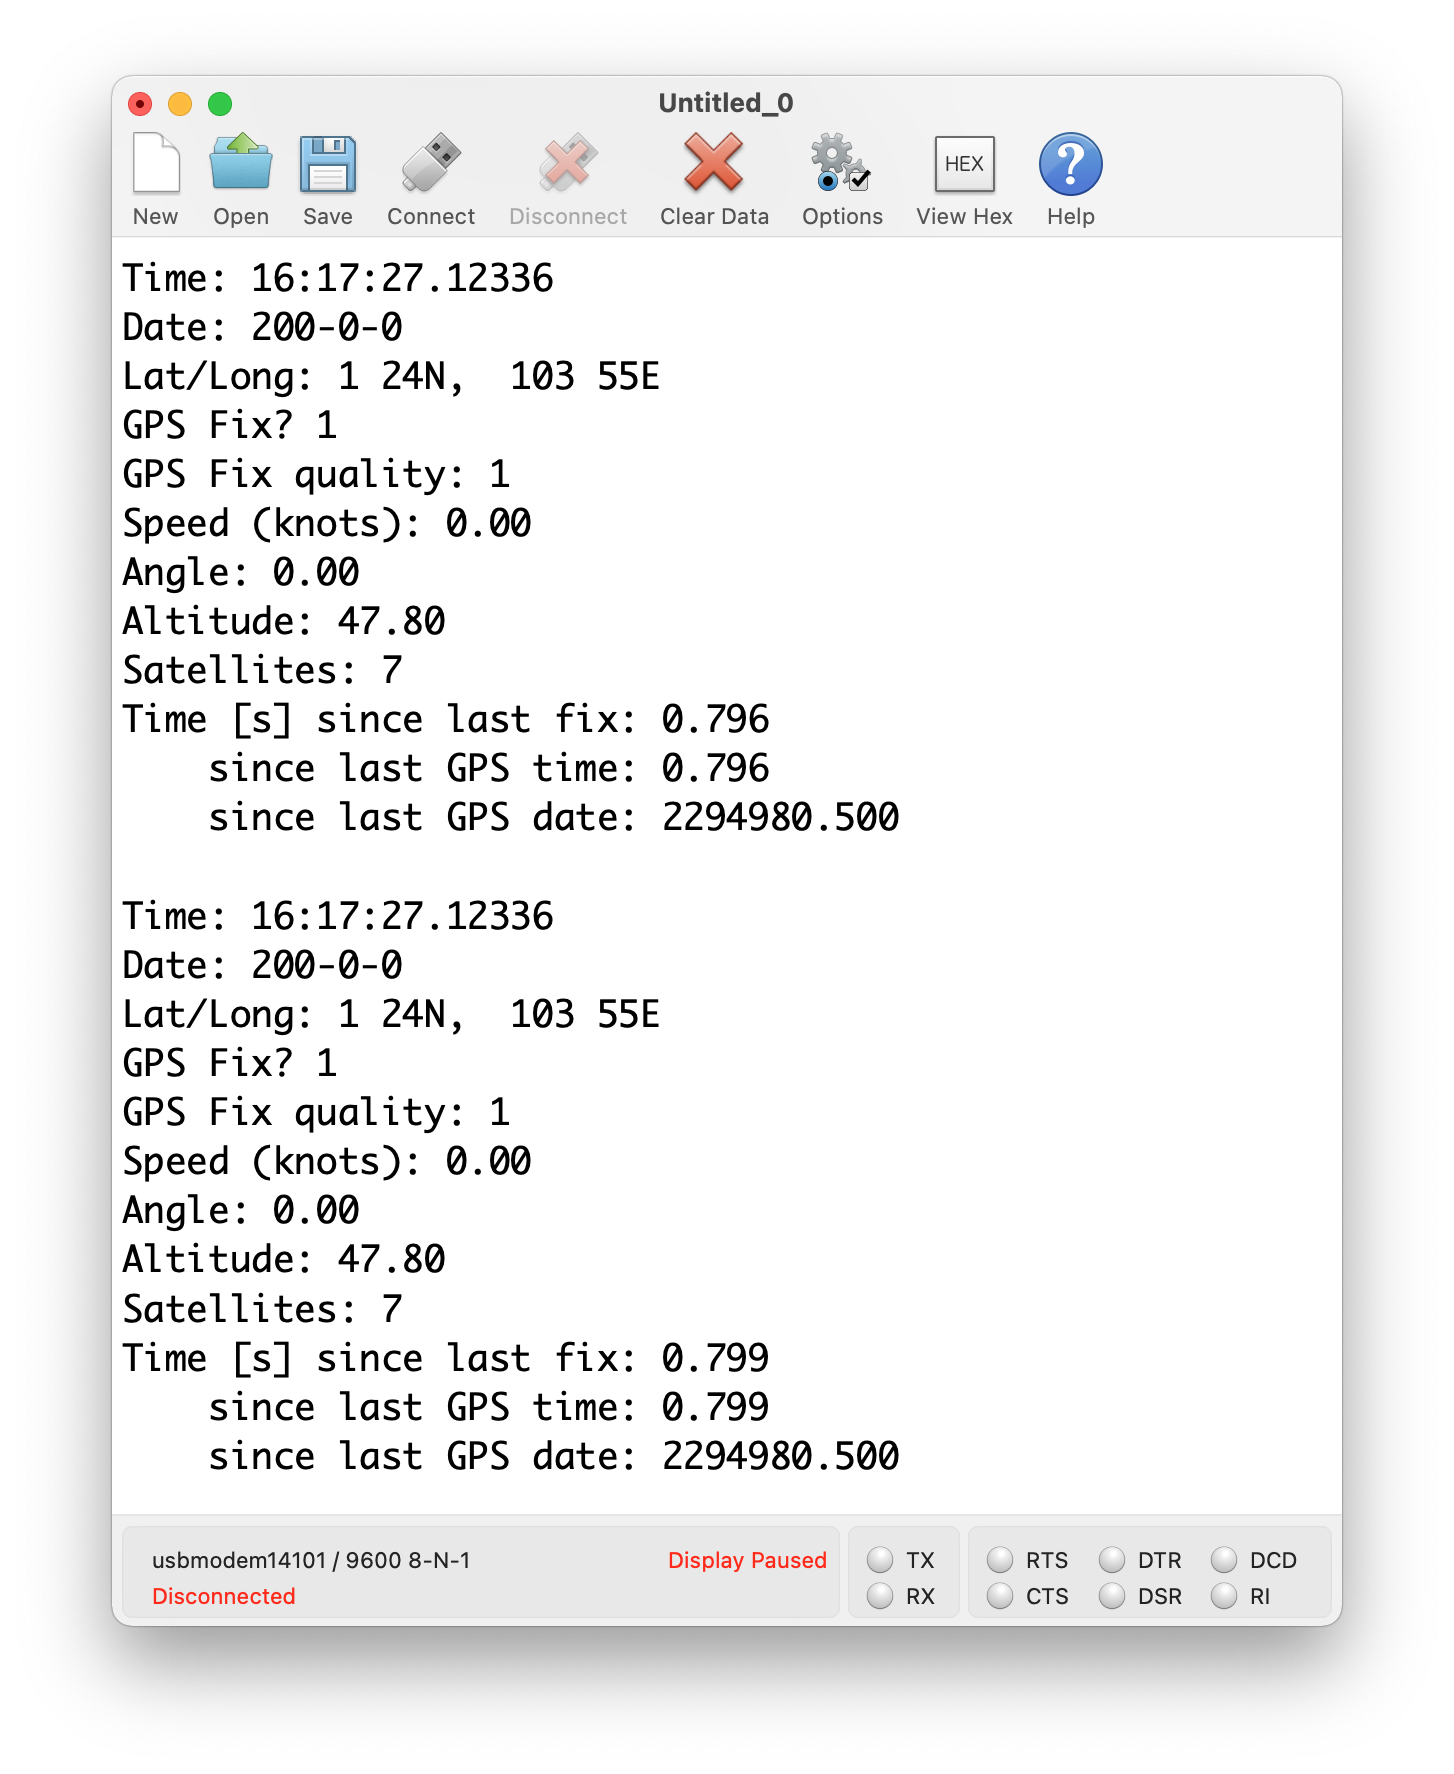 Untitled_0
New Open Save Connect Disconnect Clear Data Options HEX View Hex Help
Time: 16:17:27.12336
Date: 200-0-0
Lat/Long: 1 24N,  103 55E
GPS Fix? 1
GPS Fix quality: 1
Speed (knots): 0.00
Angle: 0.00
Altitude: 47.80
Satellites: 7
Time [s] since last fix: 0.796
    since last GPS time: 0.796
    since last GPS date: 2294980.500
Time: 16:17:27.12336
Date: 200-0-0
Lat/Long: 1 24N,  103 55E
GPS Fix? 1
GPS Fix quality: 1
Speed (knots): 0.00
Angle: 0.00
Altitude: 47.80
Satellites: 7
Time [s] since last fix: 0.799
    since last GPS time: 0.799
    since last GPS date: 2294980.500
usbmodem14101 / 9600 8-N-1 Display Paused TX RTS DTR DCD
Disconnected RX CTS DSR RI